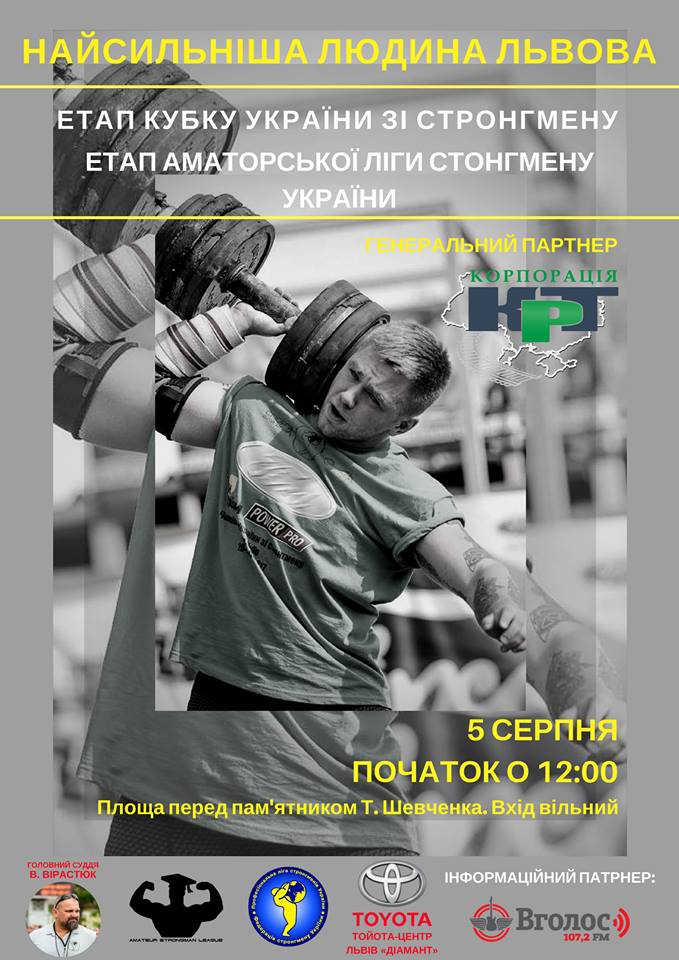 НАЙСИЛЬНІША ЛЮДИНА ЛЬВОВА
ЕТАП КУБКУ УКРАЇНИ ЗІ СТРОНГМЕНУ
ЕТАП АМАТОРСЬКОЇ ЛІГИ СТОНГМЕНУ
УКРАЇНИ
ГЕНЕРАЛЬНИЙ ПАРТНЕР
КОРПОРАЦІЯ
КРТ
POWER PRO
5 СЕРПНЯ
ПОЧАТОК О 12:00
Площа перед пам'ятником Т. Шевченка. Вхід вільний
ГОЛОВНИЙ СУДДЯ
В. ВІРАСТЮК
AMATEUR STRONGMAN LEAGUE
Професіональна ліга стронгменів України
Федерація стронгмену України
TOYOTA
ТОЙОТА-ЦЕНТР
ЛЬВІВ «ДІАМАНТ»
ІНФОРМАЦІЙНИЙ ПАТРНЕР:
Вголос
107,2 FM